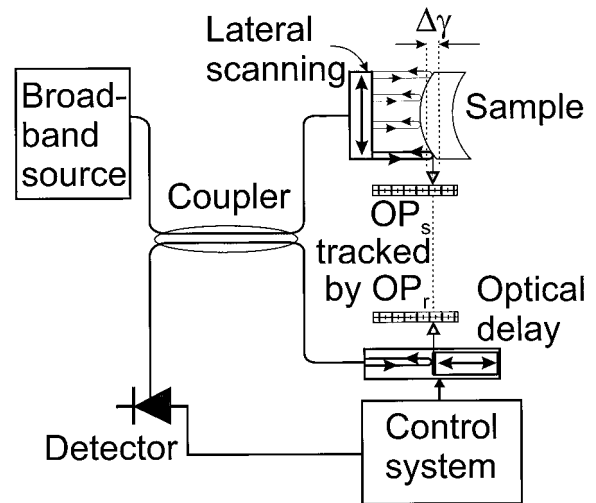 Δγ
Lateral
scanning
Broad-
band
source
Sample
Coupler
OPs
tracked
by OPr
Optical
delay
Detector
Control
system